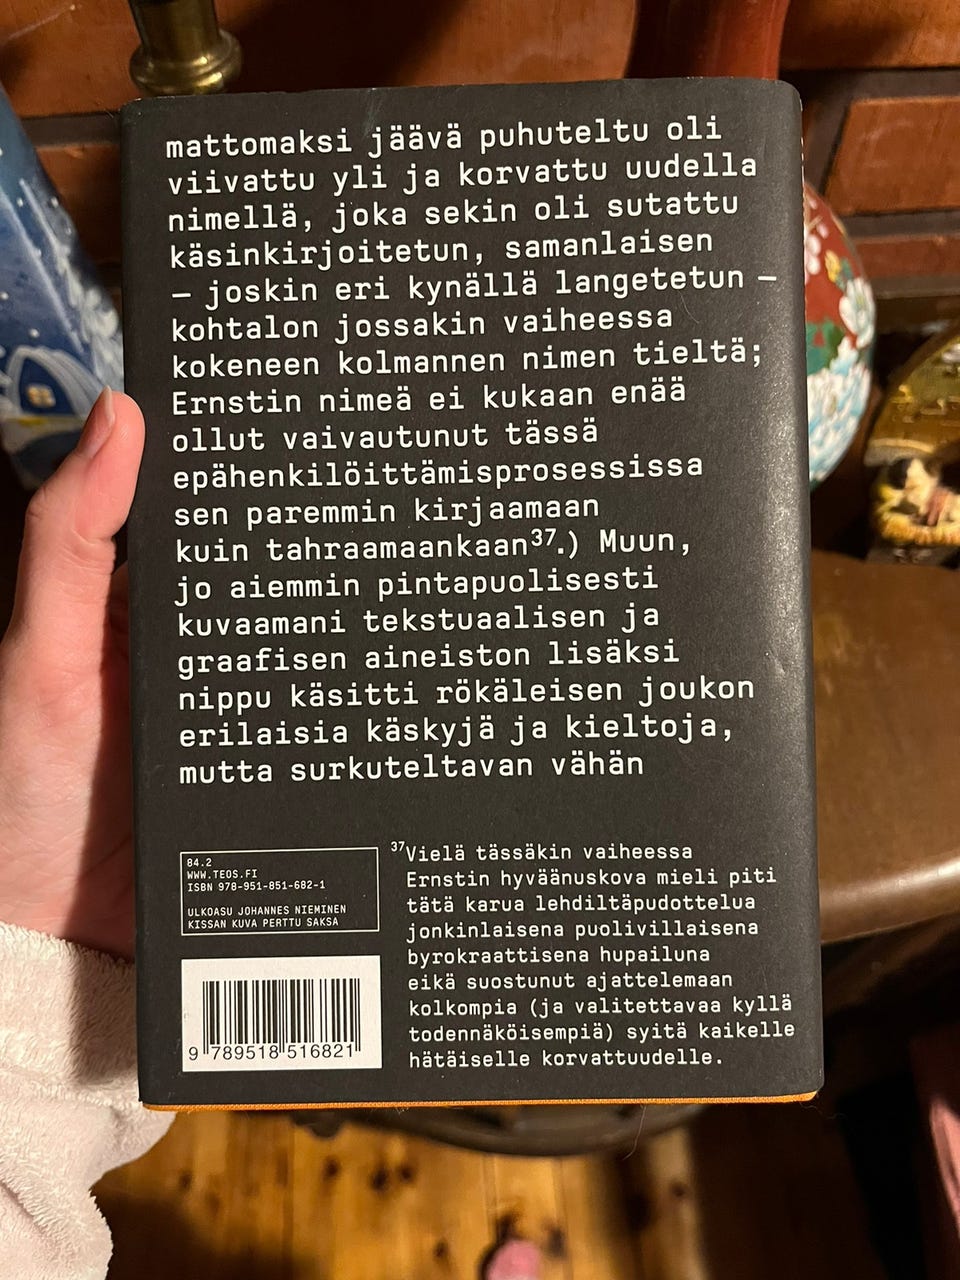 mattomaksi jäävä puhuteltu oli
viivattu yli ja korvattu uudella
nimellä, joka sekin oli sutattu
käsinkirjoitetun, samanlaisen
– joskin eri kynällä langetetun –
kohtalon jossakin vaiheessa
kokeneen kolmannen nimen tieltä;
Ernstin nimeä ei kukaan enää
ollut vaivautunut tässä
epähenkilöittämisprosessissa
sen paremmin kirjaamaan
kuin tahraamaankaan³⁷.) Muun,
jo aiemmin pintapuolisesti
kuvaamani tekstuaalisen ja
graafisen aineiston lisäksi
nippu käsitti rökäleisen joukon
erilaisia käskyjä ja kieltoja,
mutta surkuteltavan vähän
84.2
WWW.TEOS.FI
ISBN 978-951-851-682-1
ULKOASU JOHANNES NIEMINEN
KISSAN KUVA PERTTU SAKSA
9 789518 516821
³⁷Vielä tässäkin vaiheessa
Ernstin hyväänuskova mieli piti
tätä karua lehdiltäpudottelua
jonkinlaisena puolivillaisena
byrokraattisena hupailuna
eikä suostunut ajattelemaan
kolkompia (ja valitettavaa kyllä
todennäköisempiä) syitä kaikelle
hätäiselle korvattuudelle.